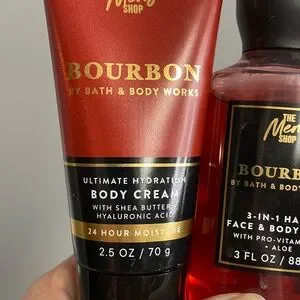 Men's
SHOP
BOURBON
BY BATH & BODY WORKS
ULTIMATE HYDRATION
BODY CREAM
WITH SHEA BUTTER +
HYALURONIC ACID
24 HOUR MOISTURE
2.5 OZ / 70 g
THE
Men's
SHOP
BOURB
BY BATH & BODY
3-IN-1 HA
FACE & BODY
WITH PRO-VITAM
+ ALOE
3 FL OZ / 88